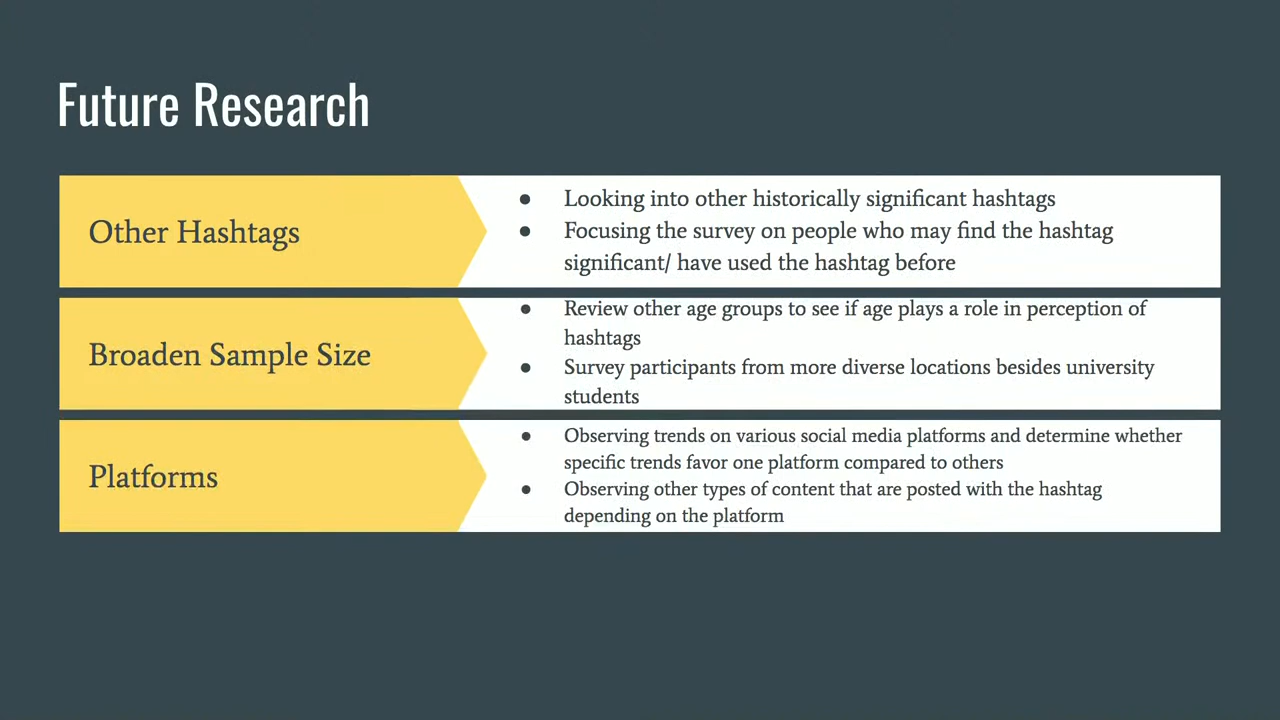 Future Research
Other Hashtags
● Looking into other historically significant hashtags
● Focusing the survey on people who may find the hashtag
significant/ have used the hashtag before
Broaden Sample Size
● Review other age groups to see if age plays a role in perception of
hashtags
● Survey participants from more diverse locations besides university
students
Platforms
● Observing trends on various social media platforms and determine whether
specific trends favor one platform compared to others
● Observing other types of content that are posted with the hashtag
depending on the platform